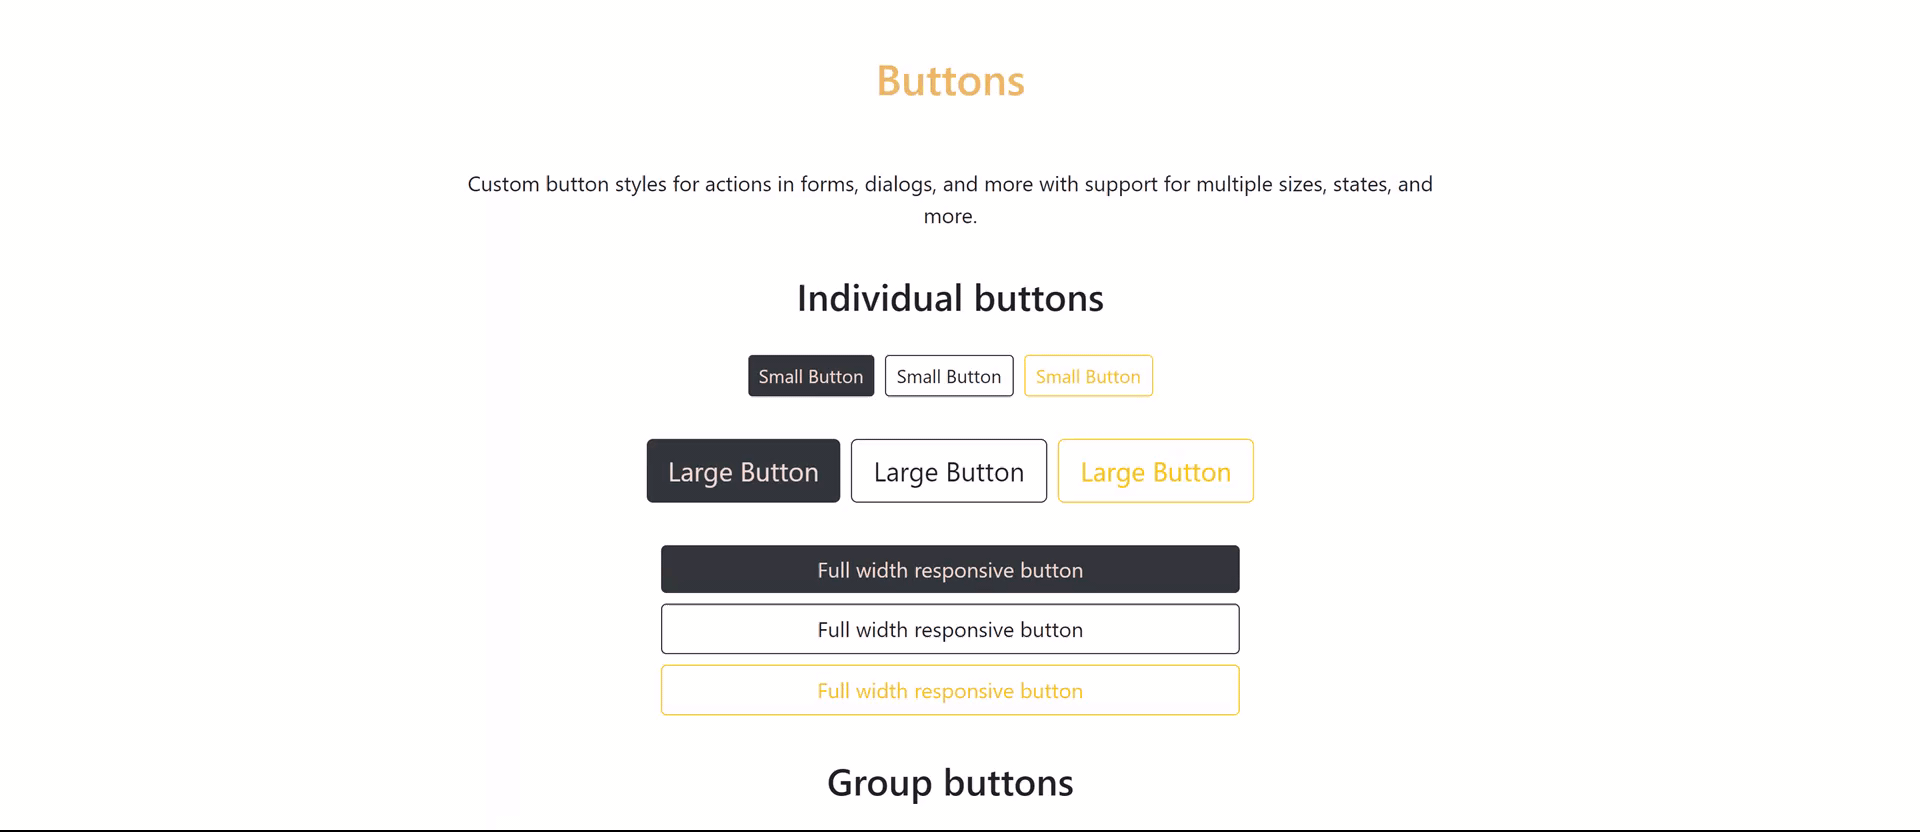 Buttons
Custom button styles for actions in forms, dialogs, and more with support for multiple sizes, states, and
more.
Individual buttons
Small Button Small Button Small Button
Large Button Large Button Large Button
Full width responsive button
Full width responsive button
Full width responsive button
Group buttons